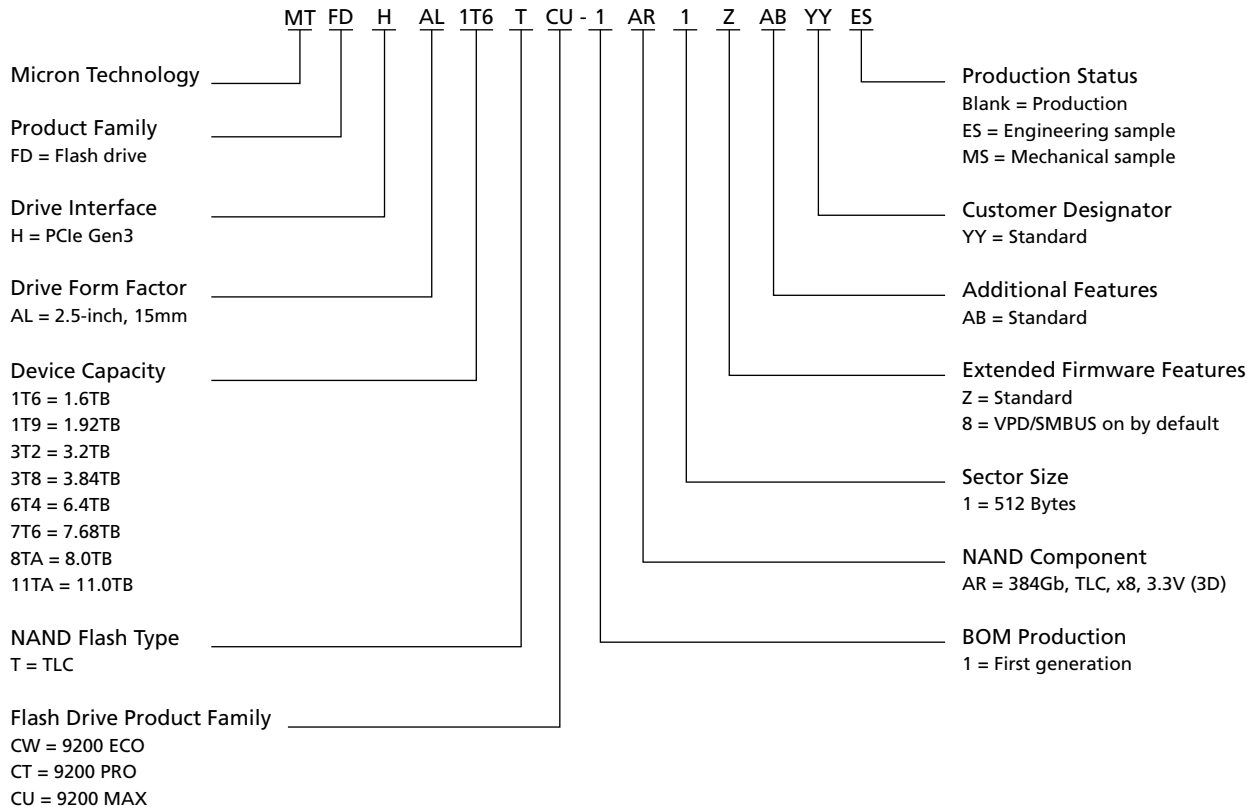 MT FD H AL 1T6 T CU - 1 AR 1 Z AB YY ES
Micron Technology
Product Family
FD = Flash drive
Drive Interface
H = PCIe Gen3
Drive Form Factor
AL = 2.5-inch, 15mm
Device Capacity
1T6 = 1.6TB
1T9 = 1.92TB
3T2 = 3.2TB
3T8 = 3.84TB
6T4 = 6.4TB
7T6 = 7.68TB
8TA = 8.0TB
11TA = 11.0TB
NAND Flash Type
T = TLC
Flash Drive Product Family
CW = 9200 ECO
CT = 9200 PRO
CU = 9200 MAX
Production Status
Blank = Production
ES = Engineering sample
MS = Mechanical sample
Customer Designator
YY = Standard
Additional Features
AB = Standard
Extended Firmware Features
Z = Standard
8 = VPD/SMBUS on by default
Sector Size
1 = 512 Bytes
NAND Component
AR = 384Gb, TLC, x8, 3.3V (3D)
BOM Production
1 = First generation